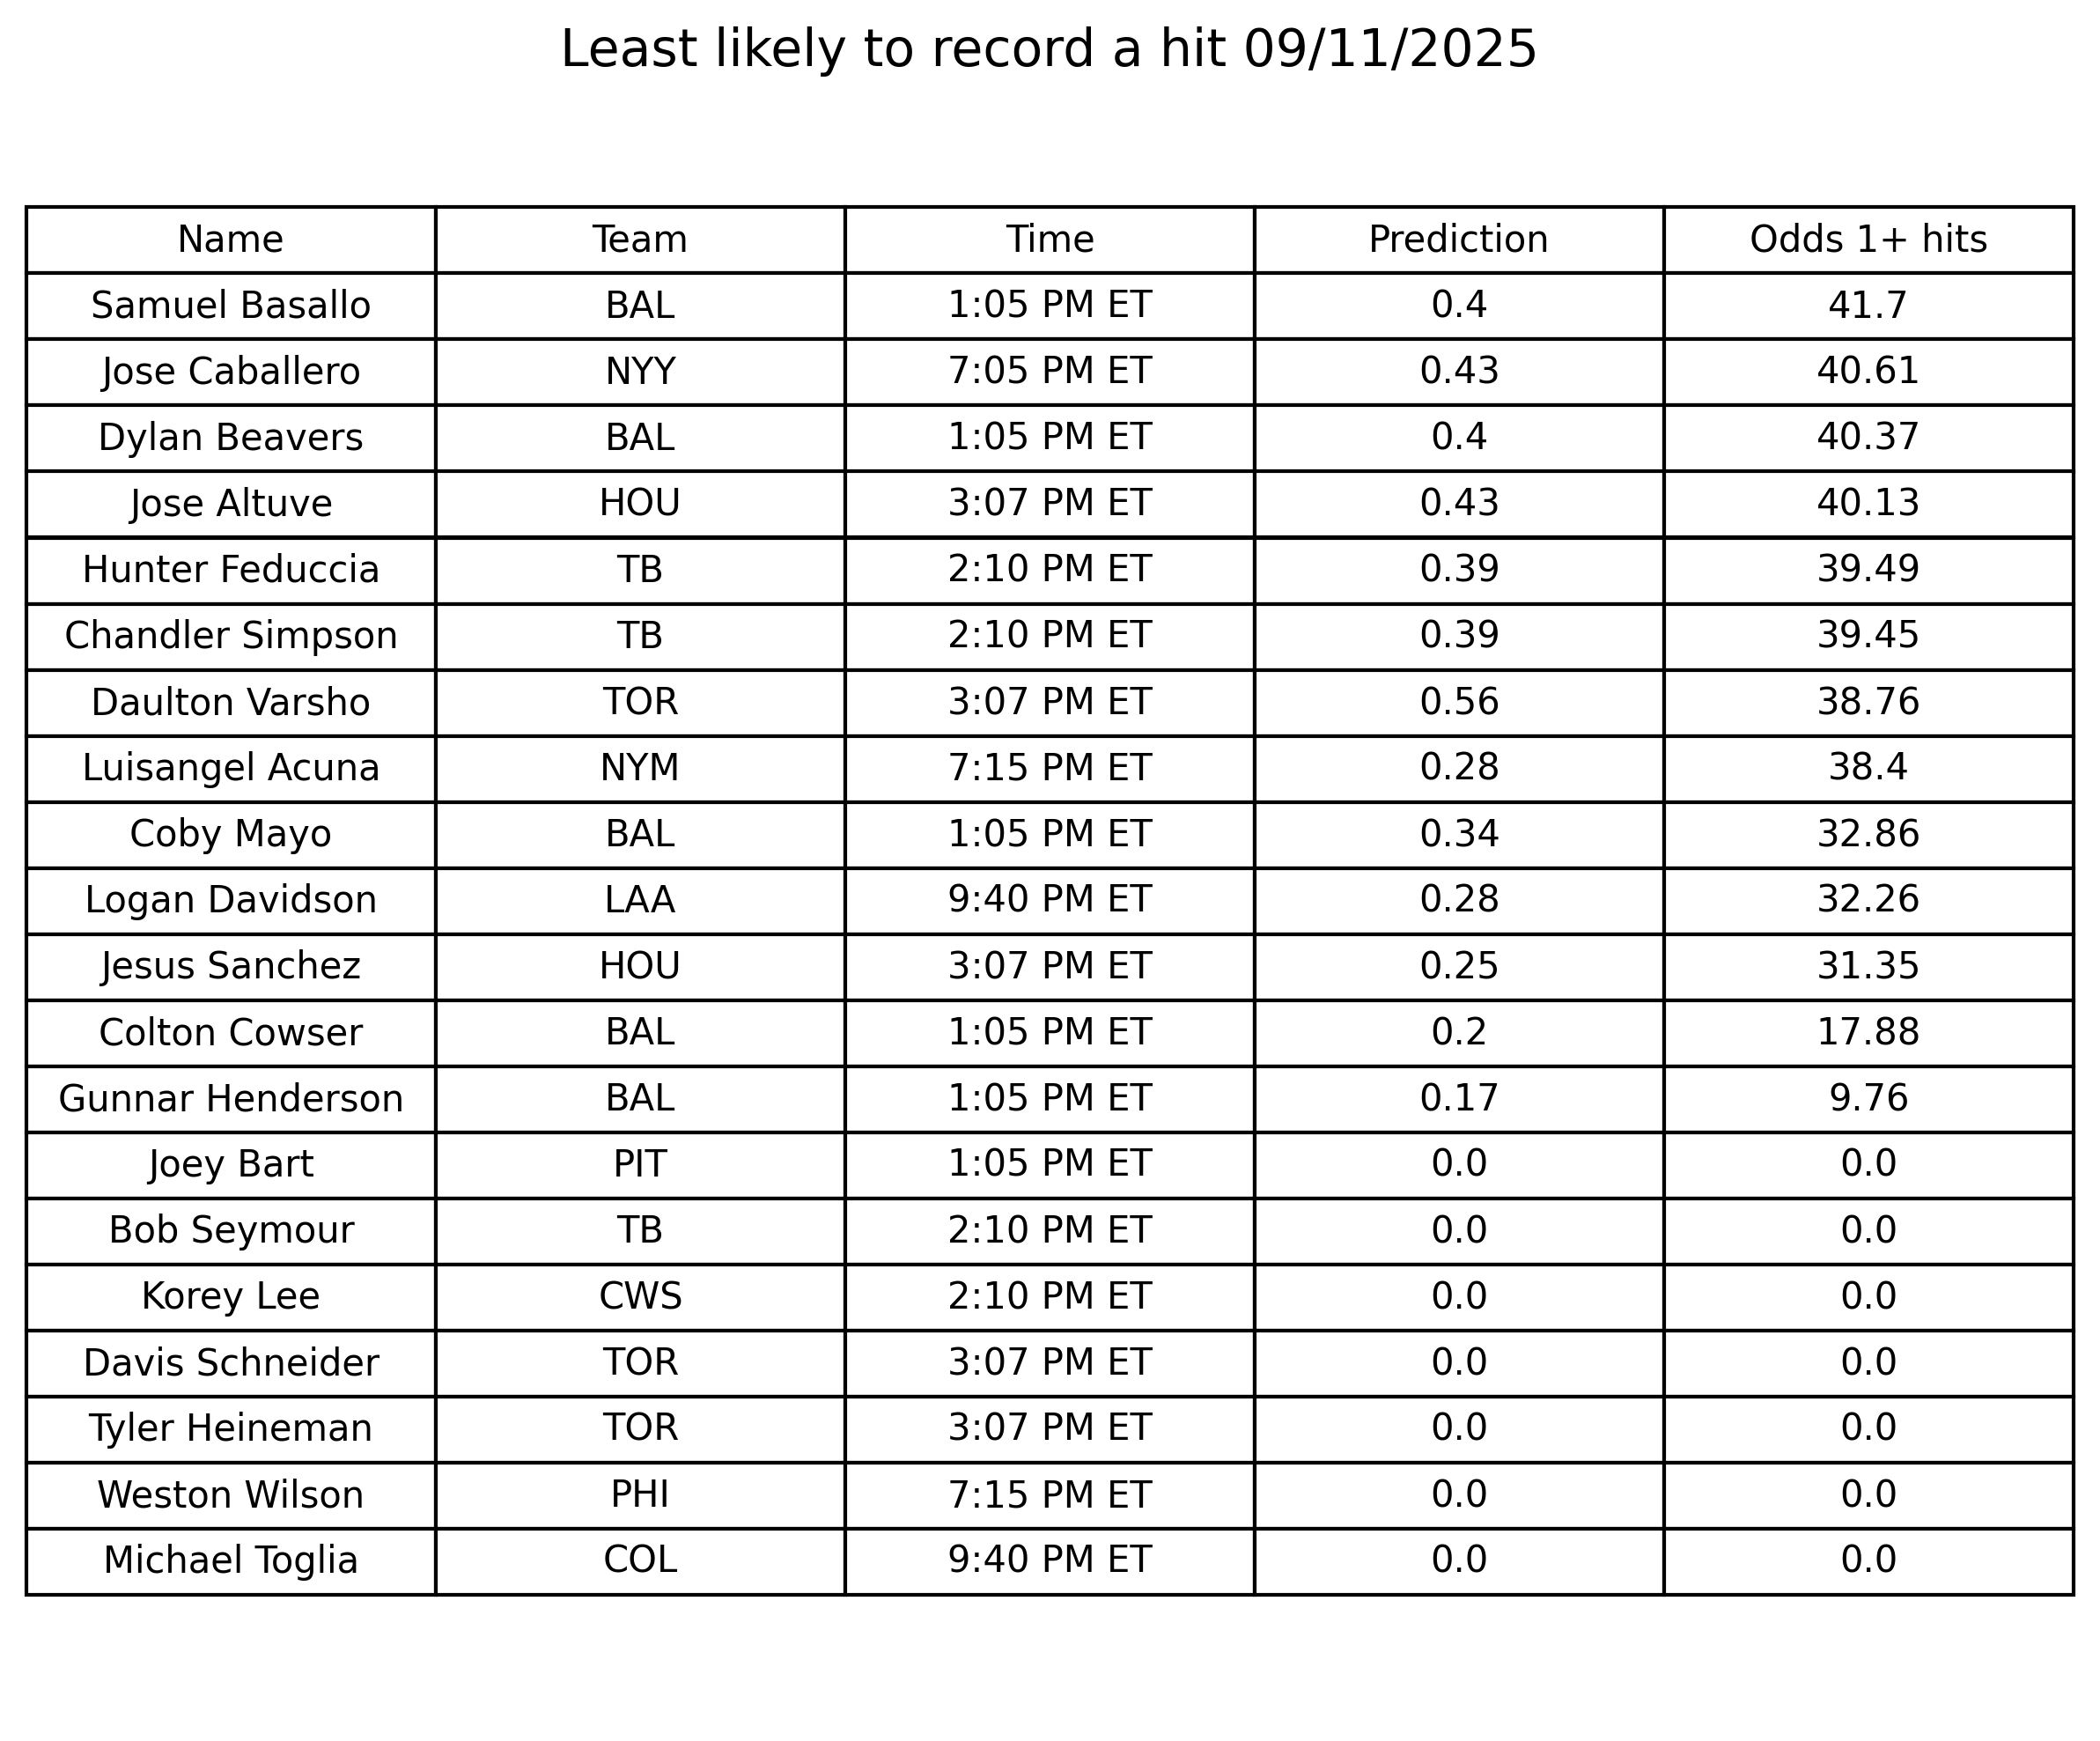 Least likely to record a hit 09/11/2025
Name Team Time Prediction Odds 1+ hits
Samuel Basallo BAL 1:05 PM ET 0.4 41.7
Jose Caballero NYY 7:05 PM ET 0.43 40.61
Dylan Beavers BAL 1:05 PM ET 0.4 40.37
Jose Altuve HOU 3:07 PM ET 0.43 40.13
Hunter Feduccia TB 2:10 PM ET 0.39 39.49
Chandler Simpson TB 2:10 PM ET 0.39 39.45
Daulton Varsho TOR 3:07 PM ET 0.56 38.76
Luisangel Acuna NYM 7:15 PM ET 0.28 38.4
Coby Mayo BAL 1:05 PM ET 0.34 32.86
Logan Davidson LAA 9:40 PM ET 0.28 32.26
Jesus Sanchez HOU 3:07 PM ET 0.25 31.35
Colton Cowser BAL 1:05 PM ET 0.2 17.88
Gunnar Henderson BAL 1:05 PM ET 0.17 9.76
Joey Bart PIT 1:05 PM ET 0.0 0.0
Bob Seymour TB 2:10 PM ET 0.0 0.0
Korey Lee CWS 2:10 PM ET 0.0 0.0
Davis Schneider TOR 3:07 PM ET 0.0 0.0
Tyler Heineman TOR 3:07 PM ET 0.0 0.0
Weston Wilson PHI 7:15 PM ET 0.0 0.0
Michael Toglia COL 9:40 PM ET 0.0 0.0